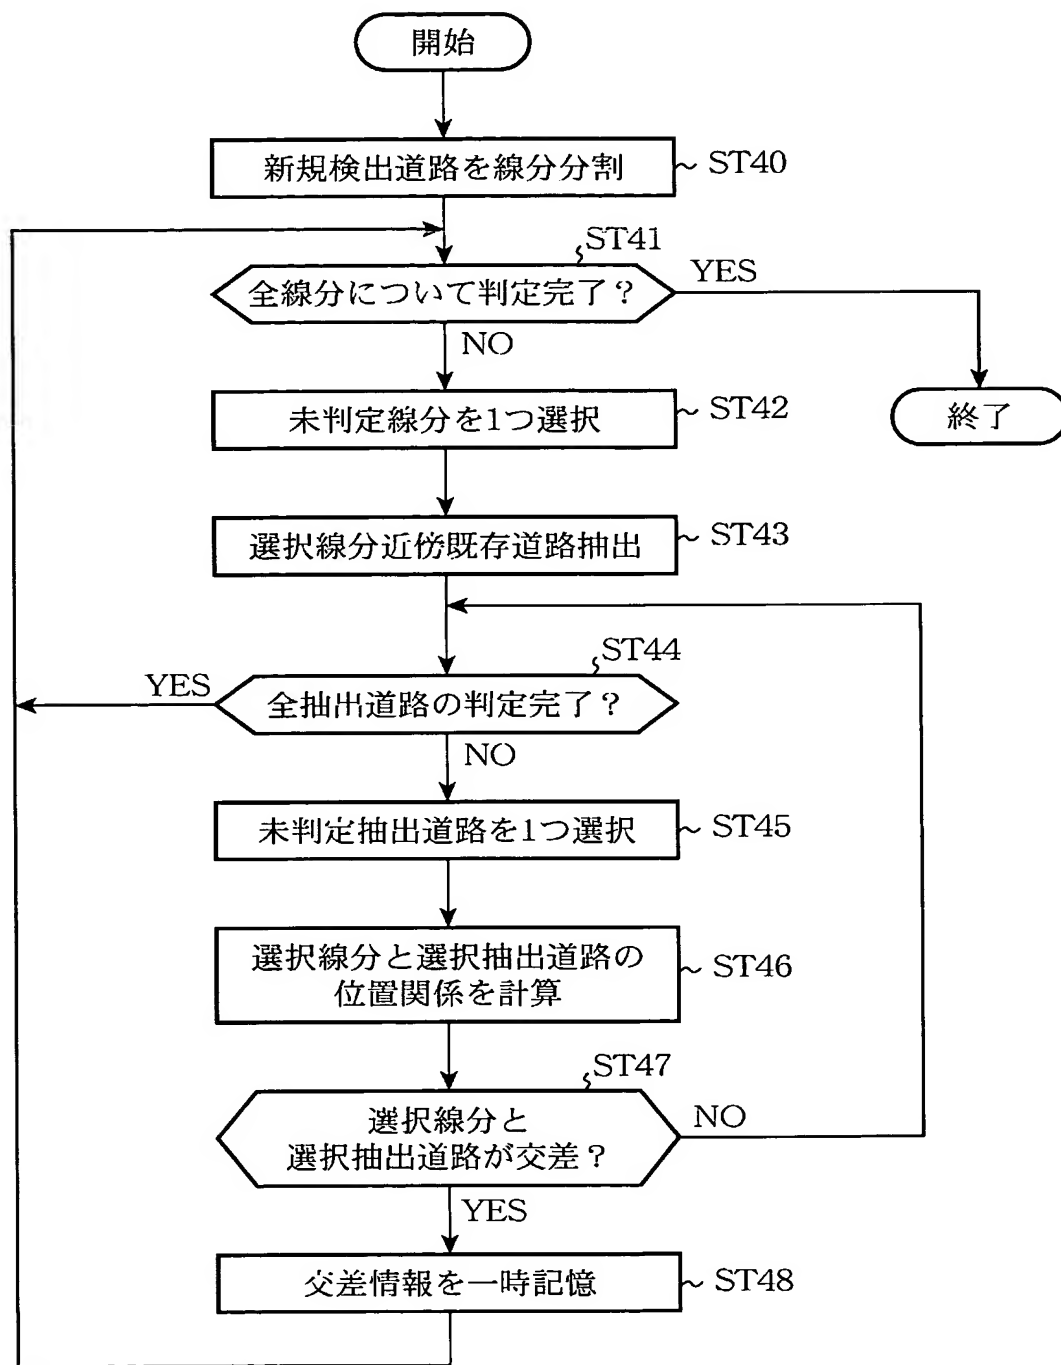 開始
新規検出道路を線分分割
ST40
ST41
全線分について判定完了？
YES
NO
未判定線分を1つ選択
ST42
終了
選択線分近傍既存道路抽出
ST43
ST44
YES
全抽出道路の判定完了？
NO
未判定抽出道路を1つ選択
ST45
選択線分と選択抽出道路の
位置関係を計算
ST46
ST47
選択線分と
選択抽出道路が交差？
NO
YES
交差情報を一時記憶
ST48